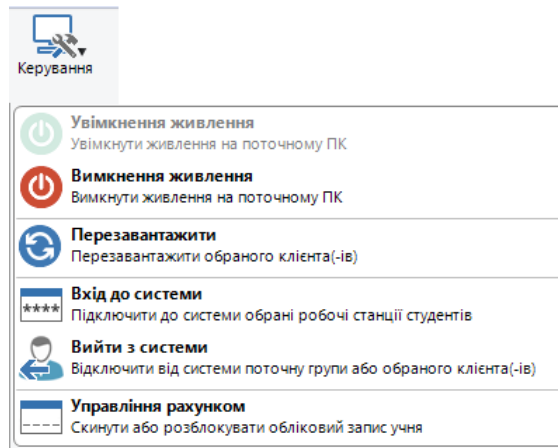 Керування
Увімкнення живлення
Увімкнути живлення на поточному ПК
Вимкнення живлення
Вимкнути живлення на поточному ПК
Перезавантажити
Перезавантажити обраного клієнта(-ів)
****
Вхід до системи
Підключити до системи обрані робочі станції студентів
Вийти з системи
Відключити від системи поточну групи або обраного клієнта(-ів)
Управління рахунком
Скинути або розблокувати обліковий запис учня